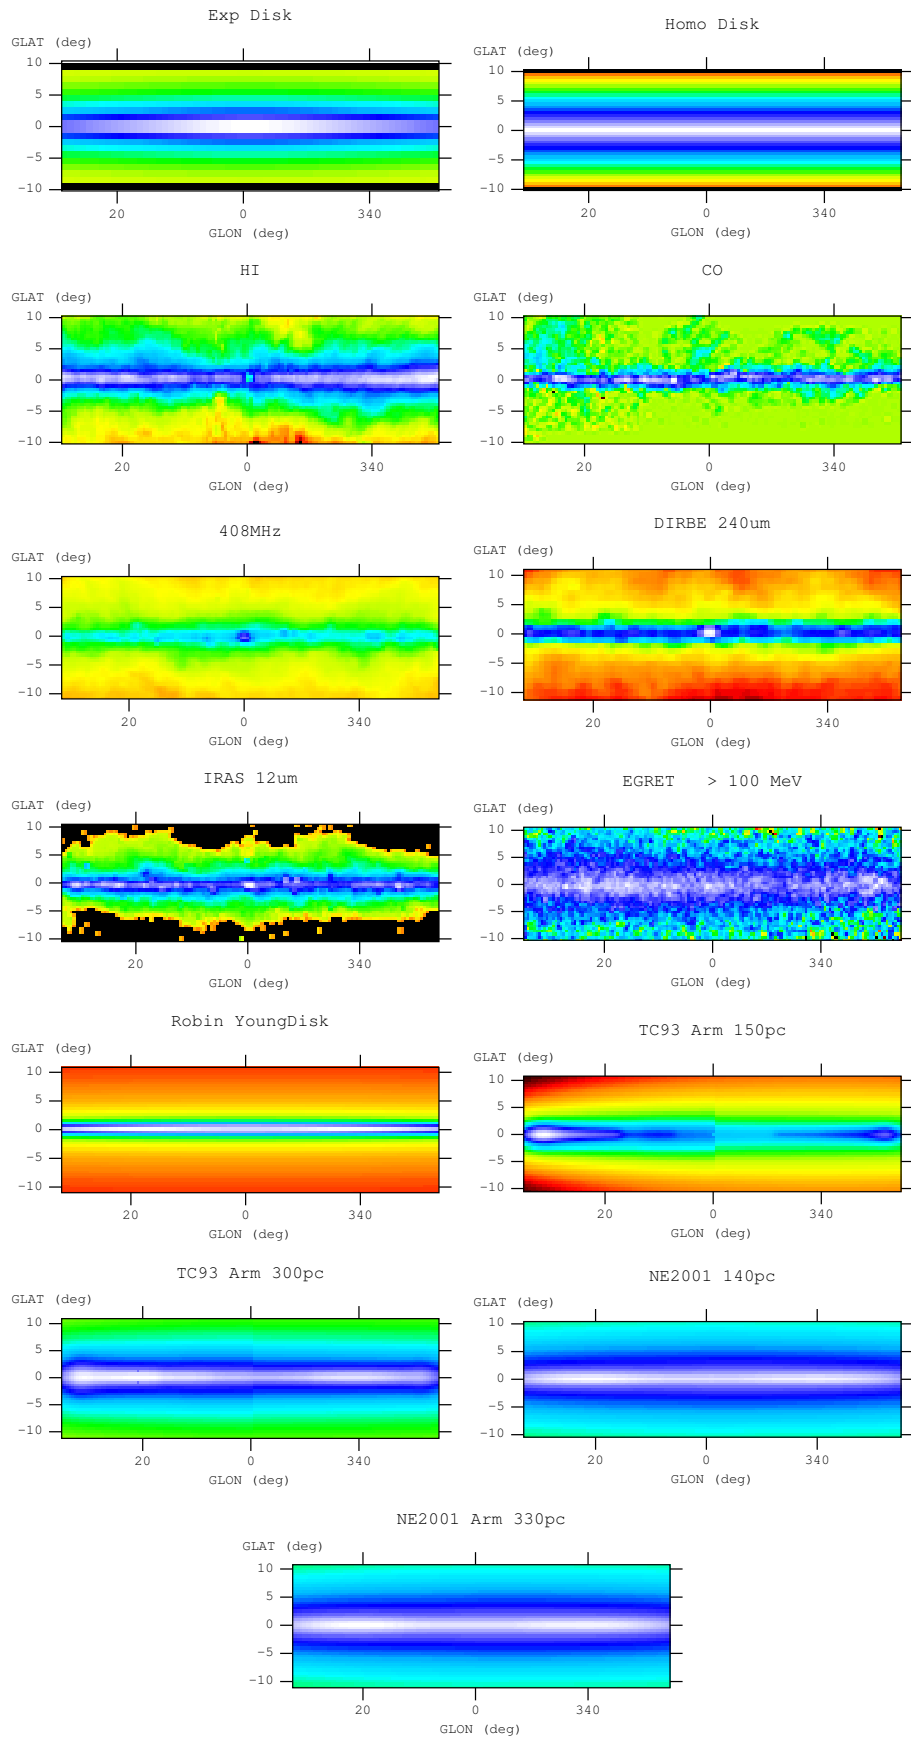 Exp Disk
GLAT (deg)
10
5
0
−5
−10
20 0 340
GLON (deg)
Homo Disk
GLAT (deg)
10
5
0
−5
−10
20 0 340
GLON (deg)
HI
GLAT (deg)
10
5
0
−5
−10
20 0 340
GLON (deg)
CO
GLAT (deg)
10
5
0
−5
−10
20 0 340
GLON (deg)
408MHz
GLAT (deg)
10
5
0
−5
−10
20 0 340
GLON (deg)
DIRBE 240um
GLAT (deg)
10
5
0
−5
−10
20 0 340
GLON (deg)
IRAS 12um
GLAT (deg)
10
5
0
−5
−10
20 0 340
GLON (deg)
EGRET > 100 MeV
GLAT (deg)
10
5
0
−5
−10
20 0 340
GLON (deg)
Robin YoungDisk
GLAT (deg)
10
5
0
−5
−10
20 0 340
GLON (deg)
TC93 Arm 150pc
GLAT (deg)
10
5
0
−5
−10
20 0 340
GLON (deg)
TC93 Arm 300pc
GLAT (deg)
10
5
0
−5
−10
20 0 340
GLON (deg)
NE2001 140pc
GLAT (deg)
10
5
0
−5
−10
20 0 340
GLON (deg)
NE2001 Arm 330pc
GLAT (deg)
10
5
0
−5
−10
20 0 340
GLON (deg)